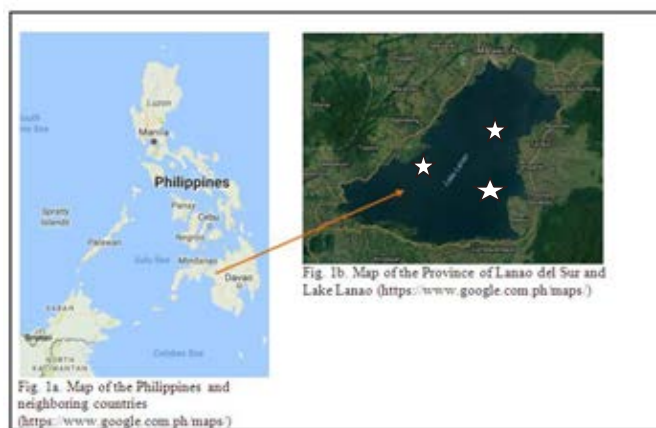 Luzon
Manila
Philippines
Panay
Cebu
Negros
Spratly
Islands
Palawan
Sulu Sea
Mindanao
Davao
SABAH
Brunei
NORTH
KALIMANTAN
Celebes Sea
Fig. 1a. Map of the Philippines and
neighboring countries
(https://www.google.com.ph/maps/)
Lake Lanao
Fig. 1b. Map of the Province of Lanao del Sur and
Lake Lanao (https://www.google.com.ph/maps/)